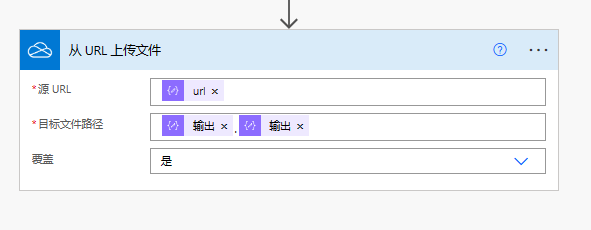 从 URL 上传文件
*源 URL
url ×
*目标文件路径
输出 × . 输出 ×
覆盖
是